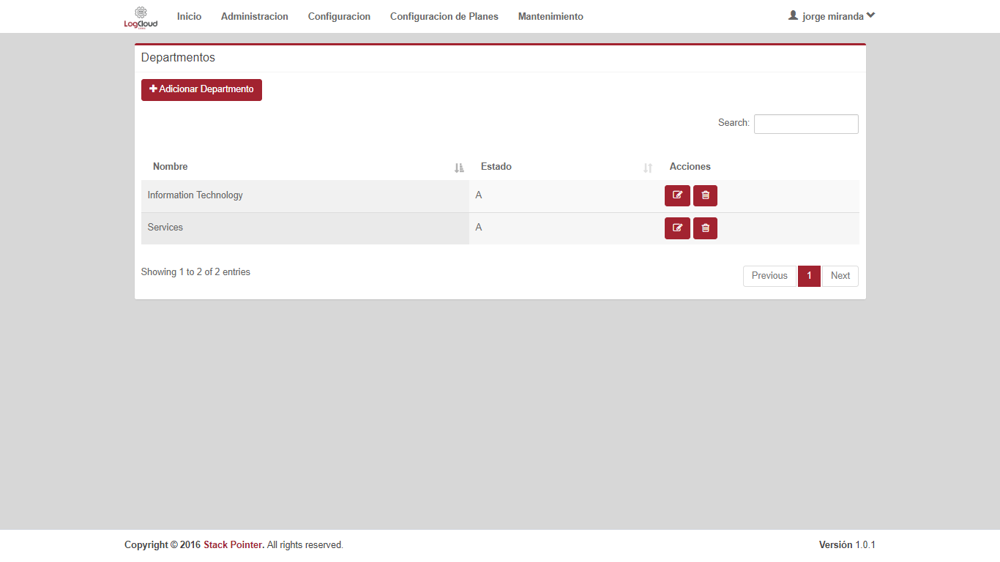 LogCloud
Inicio Administracion Configuracion Configuracion de Planes Mantenimiento jorge miranda
Departmentos
Adicionar Departmento
Search:
Nombre Estado Acciones
Information Technology A
Services A
Showing 1 to 2 of 2 entries
Previous 1 Next
Copyright © 2016 Stack Pointer. All rights reserved.
Versión 1.0.1